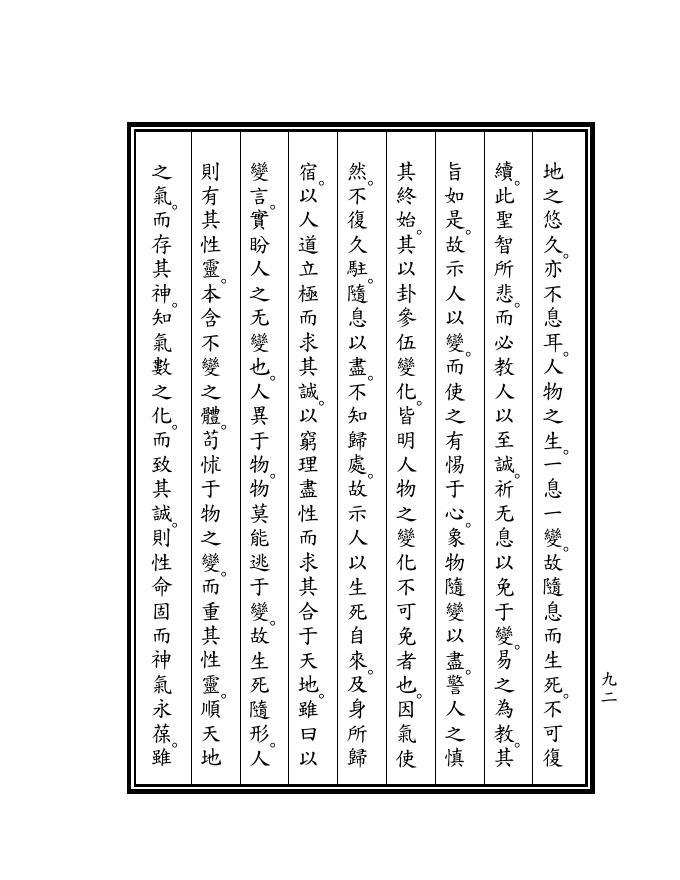 地之悠久。亦不息耳。人物之生。一息一變。故隨息而生死。不可復
續。此聖智所悲。而必教人以至誠。祈无息以免于變。易之為教。其
旨如是。故示人以變。而使之有惕于心。象物隨變以盡。警人之慎
其終始。其以卦參伍變化。皆明人物之變化不可免者也。因氣使
然。不復久駐。隨息以盡。不知歸處。故示人以生死自來。及身所歸
宿。以人道立極而求其誠。以窮理盡性而求其合于天地。雖曰以
變言。實盼人之无變也。人異于物。物莫能逃于變。故生死隨形。人
則有其性靈。本含不變之體。苟怵于物之變。而重其性靈。順天地
之氣。而存其神。知氣數之化。而致其誠。則性命固而神氣永葆。雖
九二